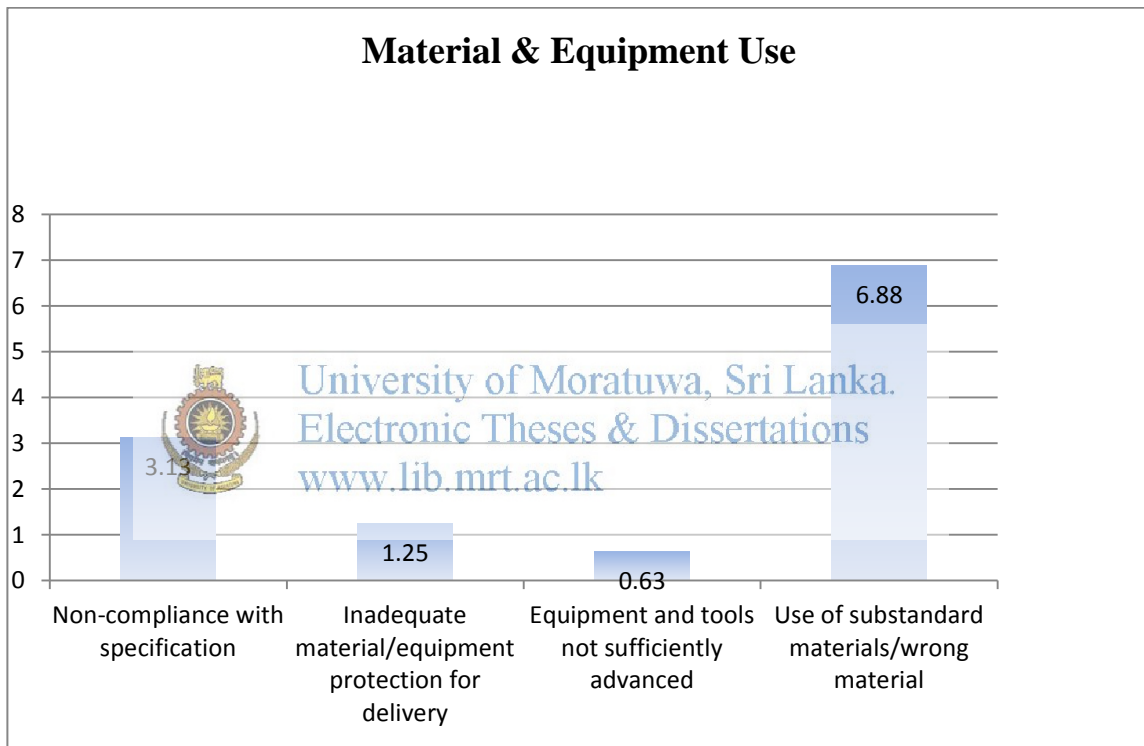 Material & Equipment Use
8
7
6
5
4
3
2
1
0
6.88
3.13
1.25
0.63
University of Moratuwa, Sri Lanka.
Electronic Theses & Dissertations
www.lib.mrt.ac.lk
Non-compliance with
specification
Inadequate
material/equipment
protection for
delivery
Equipment and tools
not sufficiently
advanced
Use of substandard
materials/wrong
material